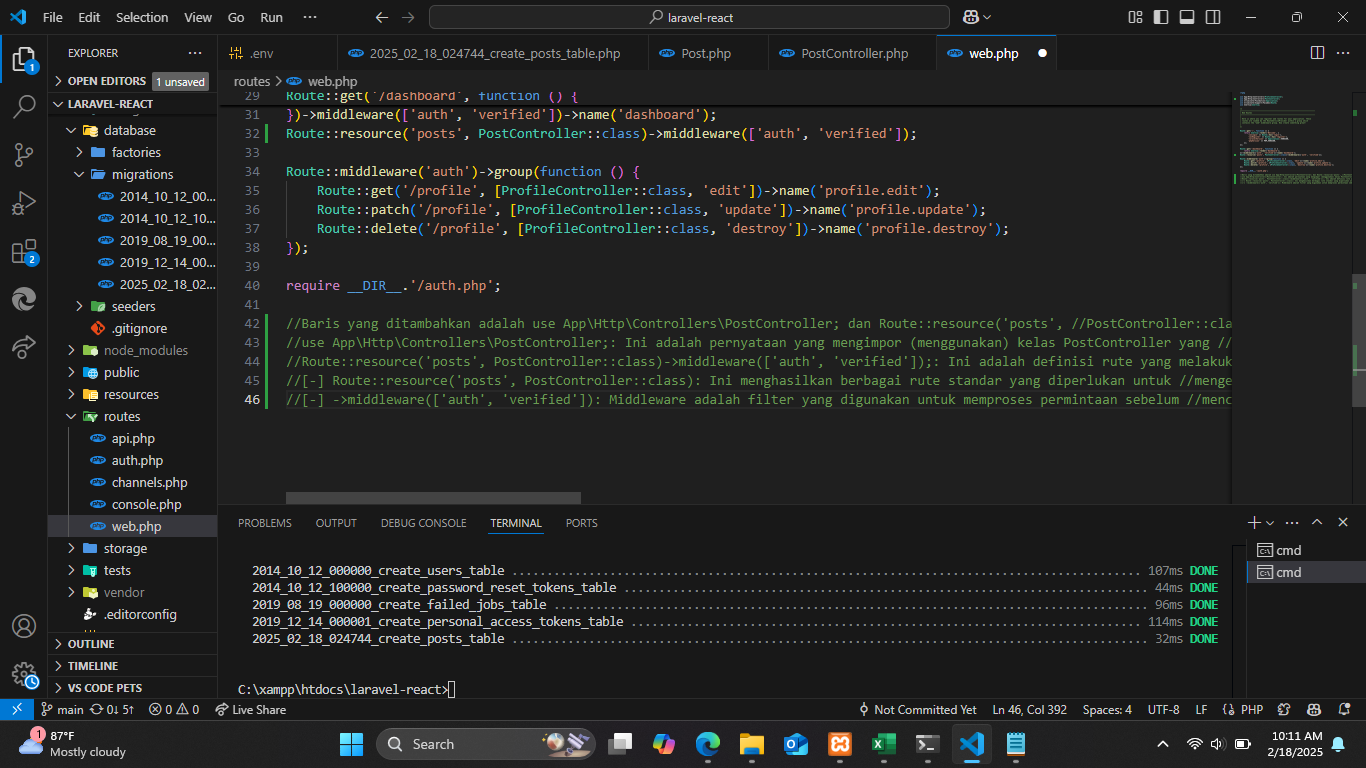 File Edit Selection View Go Run ··· laravel-react
EXPLORER
OPEN EDITORS 1 unsaved
LARAVEL-REACT
database
factories
migrations
2014_10_12_00...
2014_10_12_10...
2019_08_19_00...
2019_12_14_00...
2025_02_18_02...
seeders
.gitignore
node_modules
public
resources
routes
api.php
auth.php
channels.php
console.php
web.php
storage
tests
vendor
.editorconfig
OUTLINE
TIMELINE
VS CODE PETS
.env 2025_02_18_024744_create_posts_table.php Post.php PostController.php web.php
routes > web.php
29 Route::get('/dashboard', function () {
31 })->middleware(['auth', 'verified'])->name('dashboard');
32 Route::resource('posts', PostController::class)->middleware(['auth', 'verified']);
33
34 Route::middleware('auth')->group(function () {
35 Route::get('/profile', [ProfileController::class, 'edit'])->name('profile.edit');
36 Route::patch('/profile', [ProfileController::class, 'update'])->name('profile.update');
37 Route::delete('/profile', [ProfileController::class, 'destroy'])->name('profile.destroy');
38 });
39
40 require __DIR__.'/auth.php';
41
42 //Baris yang ditambahkan adalah use App\Http\Controllers\PostController; dan Route::resource('posts', //PostController::cla
43 //use App\Http\Controllers\PostController;: Ini adalah pernyataan yang mengimpor (menggunakan) kelas PostController yang //
44 //Route::resource('posts', PostController::class)->middleware(['auth', 'verified']);: Ini adalah definisi rute yang melakuk
45 //[-] Route::resource('posts', PostController::class): Ini menghasilkan berbagai rute standar yang diperlukan untuk //menge
46 //[-] ->middleware(['auth', 'verified']): Middleware adalah filter yang digunakan untuk memproses permintaan sebelum //menc
PROBLEMS OUTPUT DEBUG CONSOLE TERMINAL PORTS
2014_10_12_000000_create_users_table 107ms DONE
2014_10_12_100000_create_password_reset_tokens_table 44ms DONE
2019_08_19_000000_create_failed_jobs_table 96ms DONE
2019_12_14_000001_create_personal_access_tokens_table 114ms DONE
2025_02_18_024744_create_posts_table 32ms DONE
C:\xampp\htdocs\laravel-react>
cmd
cmd
main 0↓ 5↑ 0 0 Live Share Not Committed Yet Ln 46, Col 392 Spaces: 4 UTF-8 LF PHP
1 87°F
Mostly cloudy
Search
10:11 AM
2/18/2025